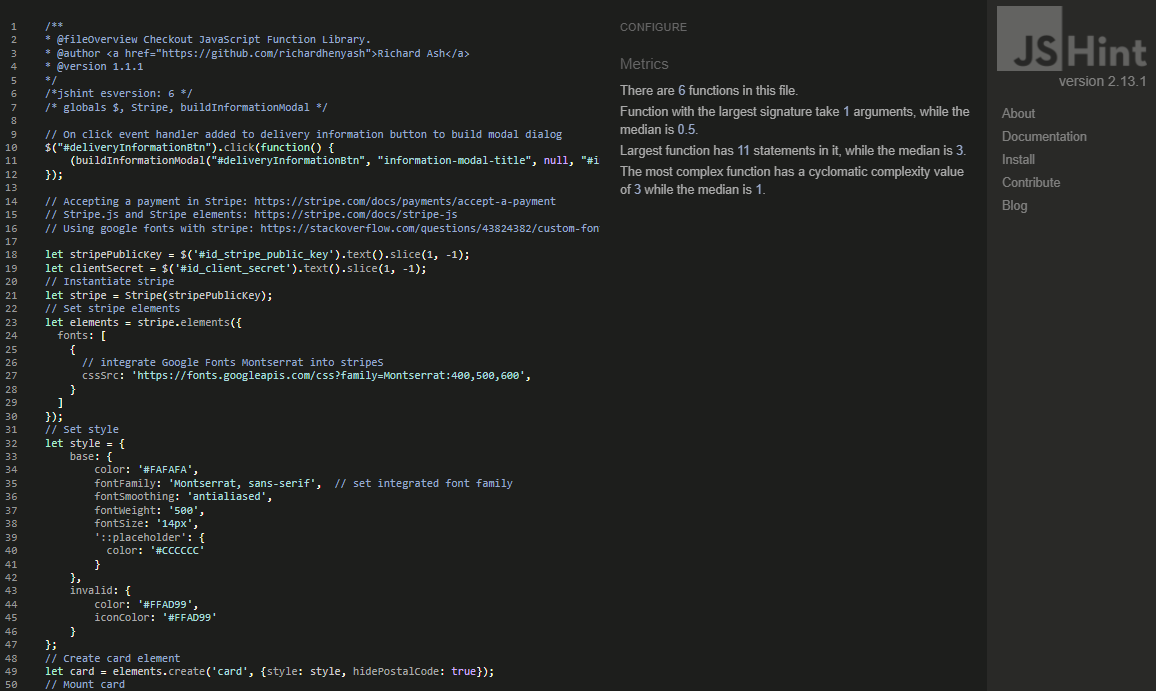 1 /**
2 * @fileOverview Checkout JavaScript Function Library.
3 * @author <a href="https://github.com/richardhenyash">Richard Ash</a>
4 * @version 1.1.1
5 */
6 /*jshint esversion: 6 */
7 /* globals $, Stripe, buildInformationModal */
8
9 // On click event handler added to delivery information button to build modal dialog
10 $("#deliveryInformationBtn").click(function() {
11     (buildInformationModal("#deliveryInformationBtn", "information-modal-title", null, "#i
12 });
13
14 // Accepting a payment in Stripe: https://stripe.com/docs/payments/accept-a-payment
15 // Stripe.js and Stripe elements: https://stripe.com/docs/stripe-js
16 // Using google fonts with stripe: https://stackoverflow.com/questions/43824382/custom-fon
17
18 let stripePublicKey = $('#id_stripe_public_key').text().slice(1, -1);
19 let clientSecret = $('#id_client_secret').text().slice(1, -1);
20 // Instantiate stripe
21 let stripe = Stripe(stripePublicKey);
22 // Set stripe elements
23 let elements = stripe.elements({
24   fonts: [
25     {
26       // integrate Google Fonts Montserrat into stripeS
27       cssSrc: 'https://fonts.googleapis.com/css?family=Montserrat:400,500,600',
28     }
29   ]
30 });
31 // Set style
32 let style = {
33     base: {
34         color: '#FAFAFA',
35         fontFamily: 'Montserrat, sans-serif',  // set integrated font family
36         fontSmoothing: 'antialiased',
37         fontWeight: '500',
38         fontSize: '14px',
39         '::placeholder': {
40           color: '#CCCCCC'
41         }
42     },
43     invalid: {
44         color: '#FFAD99',
45         iconColor: '#FFAD99'
46     }
47 };
48 // Create card element
49 let card = elements.create('card', {style: style, hidePostalCode: true});
50 // Mount card
CONFIGURE
Metrics
There are 6 functions in this file.
Function with the largest signature take 1 arguments, while the
median is 0.5.
Largest function has 11 statements in it, while the median is 3.
The most complex function has a cyclomatic complexity value
of 3 while the median is 1.
JSHint
version 2.13.1
About
Documentation
Install
Contribute
Blog